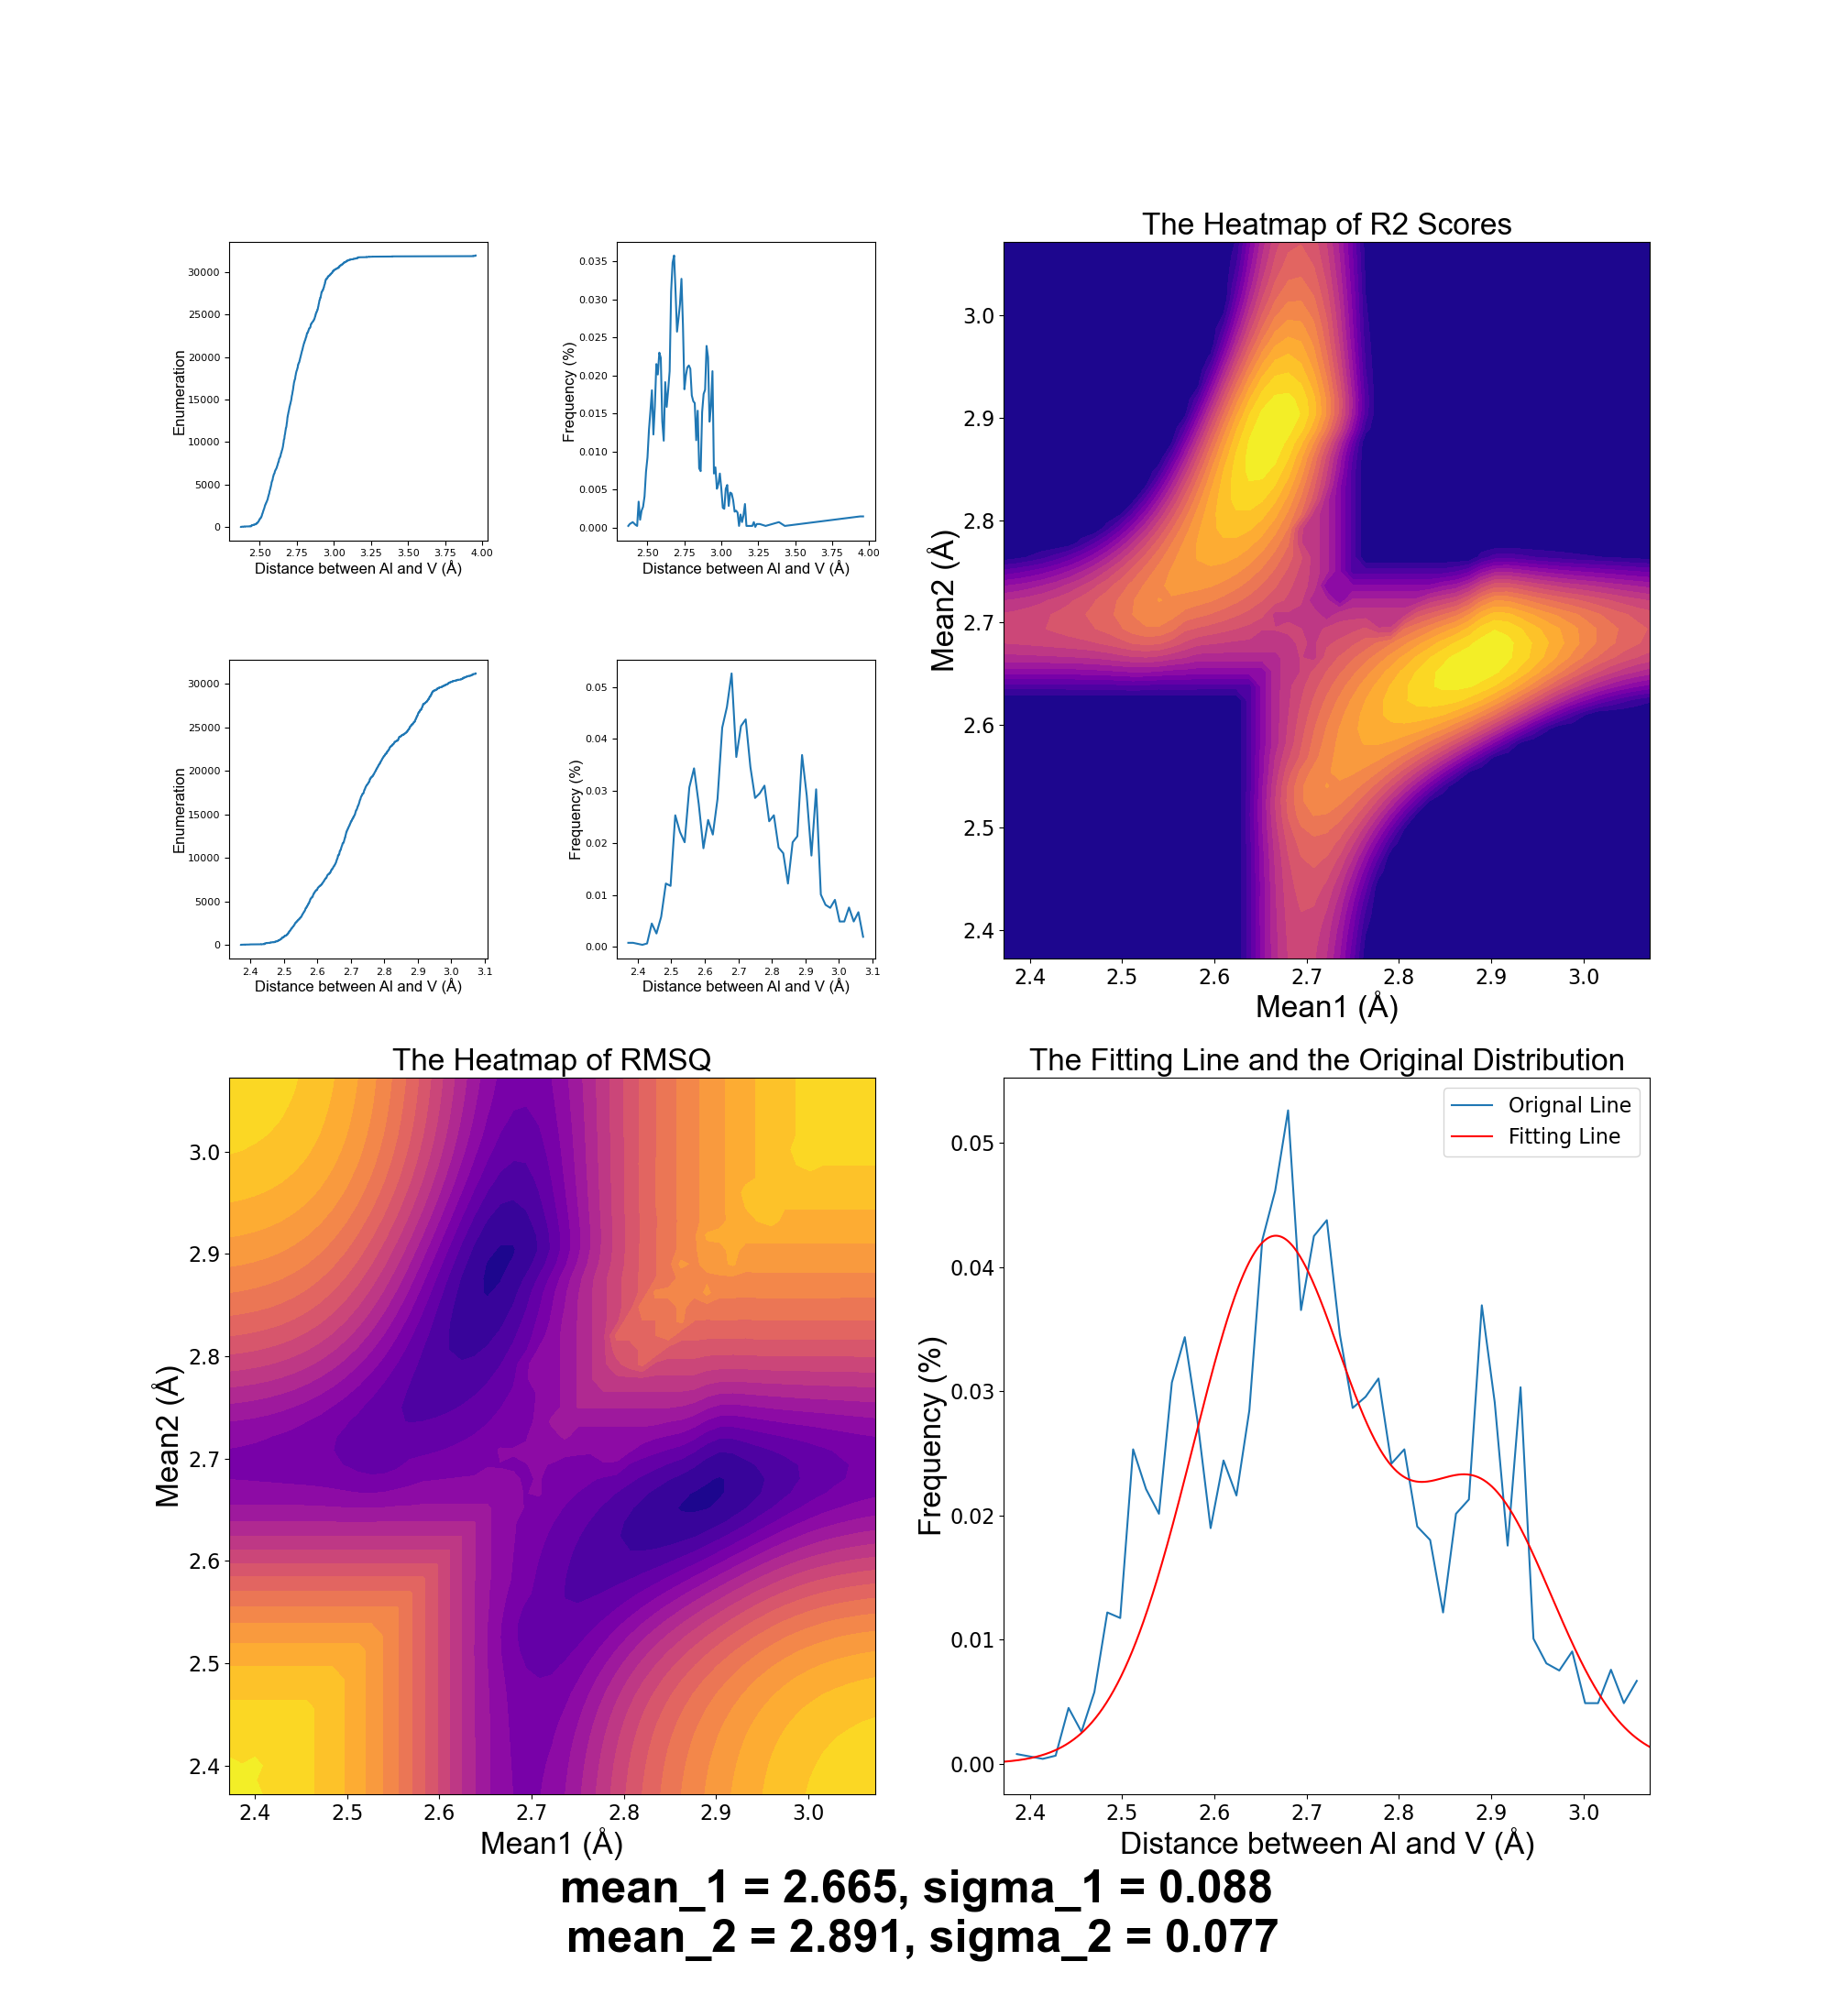 The Heatmap of R2 Scores
Enumeration
30000
25000
20000
15000
10000
5000
0
2.50 2.75 3.00 3.25 3.50 3.75 4.00
Distance between Al and V (Å)
Frequency (%)
0.035
0.030
0.025
0.020
0.015
0.010
0.005
0.000
2.50 2.75 3.00 3.25 3.50 3.75 4.00
Distance between Al and V (Å)
Mean2 (Å)
3.0
2.9
2.8
2.7
2.6
2.5
2.4
2.4 2.5 2.6 2.7 2.8 2.9 3.0
Mean1 (Å)
Enumeration
30000
25000
20000
15000
10000
5000
0
2.4 2.5 2.6 2.7 2.8 2.9 3.0 3.1
Distance between Al and V (Å)
Frequency (%)
0.05
0.04
0.03
0.02
0.01
0.00
2.4 2.5 2.6 2.7 2.8 2.9 3.0 3.1
Distance between Al and V (Å)
The Heatmap of RMSQ
Mean2 (Å)
3.0
2.9
2.8
2.7
2.6
2.5
2.4
2.4 2.5 2.6 2.7 2.8 2.9 3.0
Mean1 (Å)
The Fitting Line and the Original Distribution
Orignal Line
Fitting Line
Frequency (%)
0.05
0.04
0.03
0.02
0.01
0.00
2.4 2.5 2.6 2.7 2.8 2.9 3.0
Distance between Al and V (Å)
mean_1 = 2.665, sigma_1 = 0.088
mean_2 = 2.891, sigma_2 = 0.077